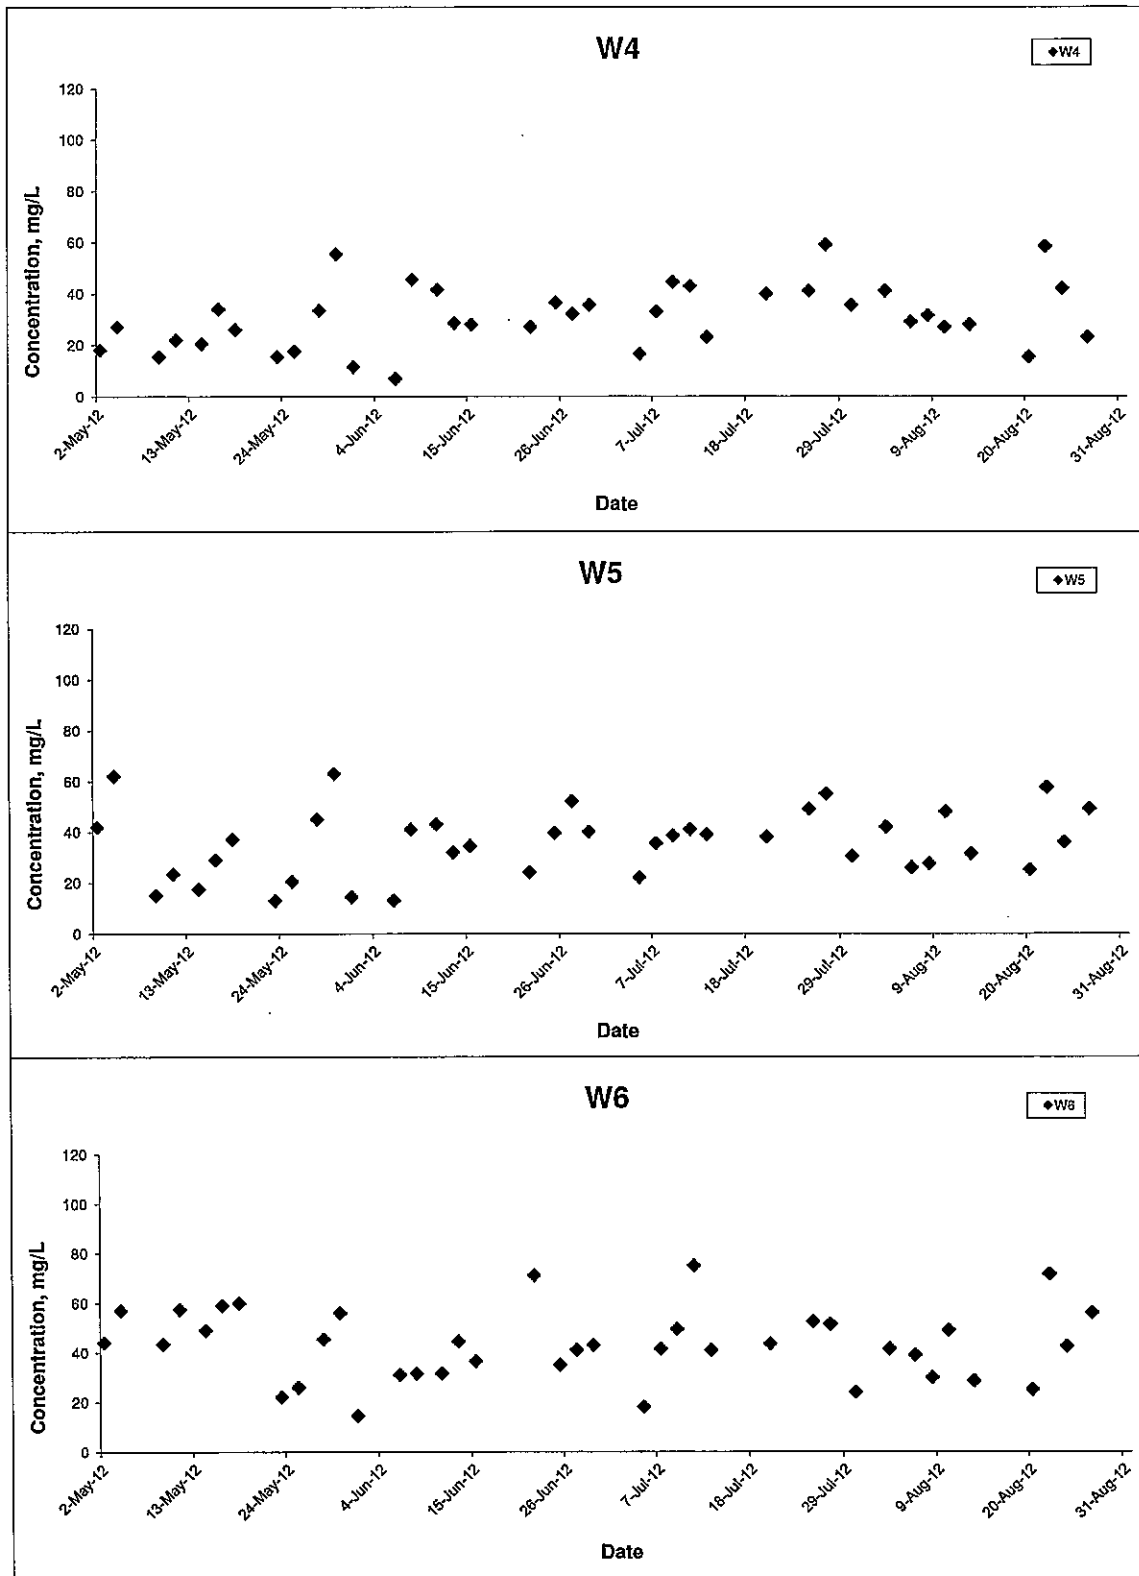 W4
◆W4
120
100
80
60
40
20
0
Concentration, mg/L
2-May-12
13-May-12
24-May-12
4-Jun-12
15-Jun-12
26-Jun-12
7-Jul-12
18-Jul-12
29-Jul-12
9-Aug-12
20-Aug-12
31-Aug-12
Date
W5
◆W5
120
100
80
60
40
20
0
Concentration, mg/L
2-May-12
13-May-12
24-May-12
4-Jun-12
15-Jun-12
26-Jun-12
7-Jul-12
18-Jul-12
29-Jul-12
9-Aug-12
20-Aug-12
31-Aug-12
Date
W6
◆W6
120
100
80
60
40
20
0
Concentration, mg/L
2-May-12
13-May-12
24-May-12
4-Jun-12
15-Jun-12
26-Jun-12
7-Jul-12
18-Jul-12
29-Jul-12
9-Aug-12
20-Aug-12
31-Aug-12
Date